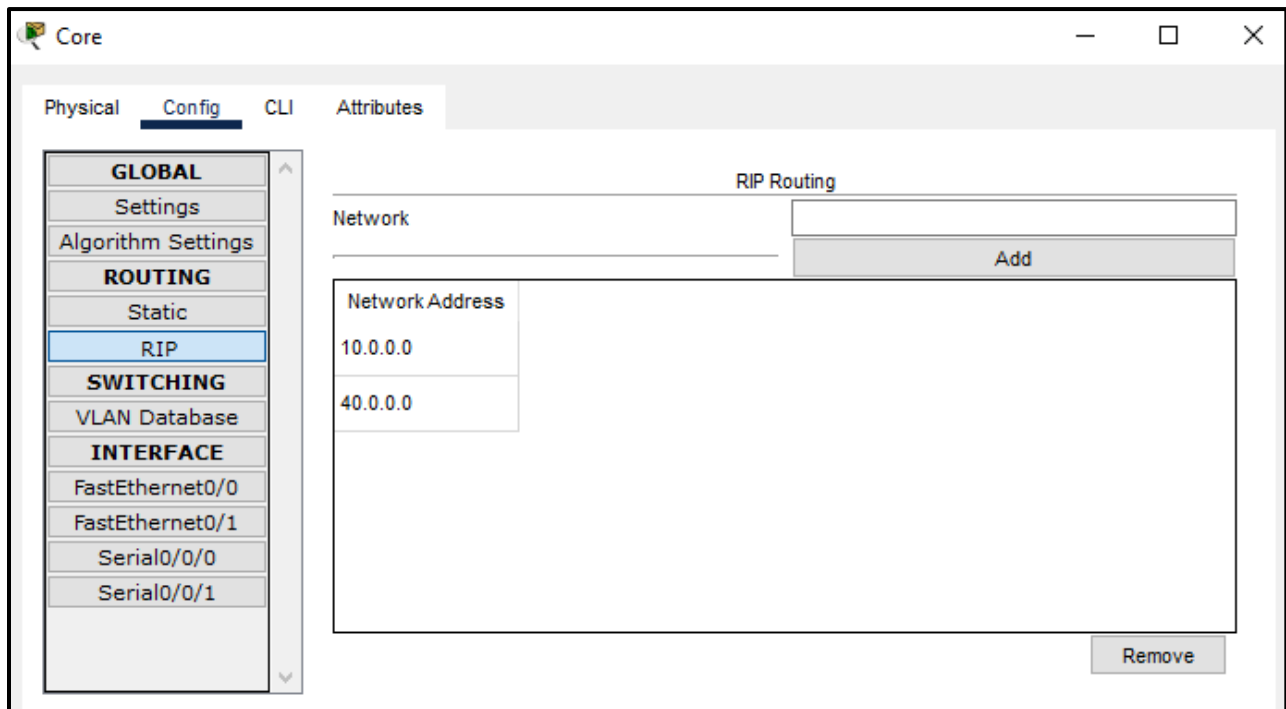 Core
Physical Config CLI Attributes
GLOBAL
Settings
Algorithm Settings
ROUTING
Static
RIP
SWITCHING
VLAN Database
INTERFACE
FastEthernet0/0
FastEthernet0/1
Serial0/0/0
Serial0/0/1
RIP Routing
Network
Add
Network Address
10.0.0.0
40.0.0.0
Remove